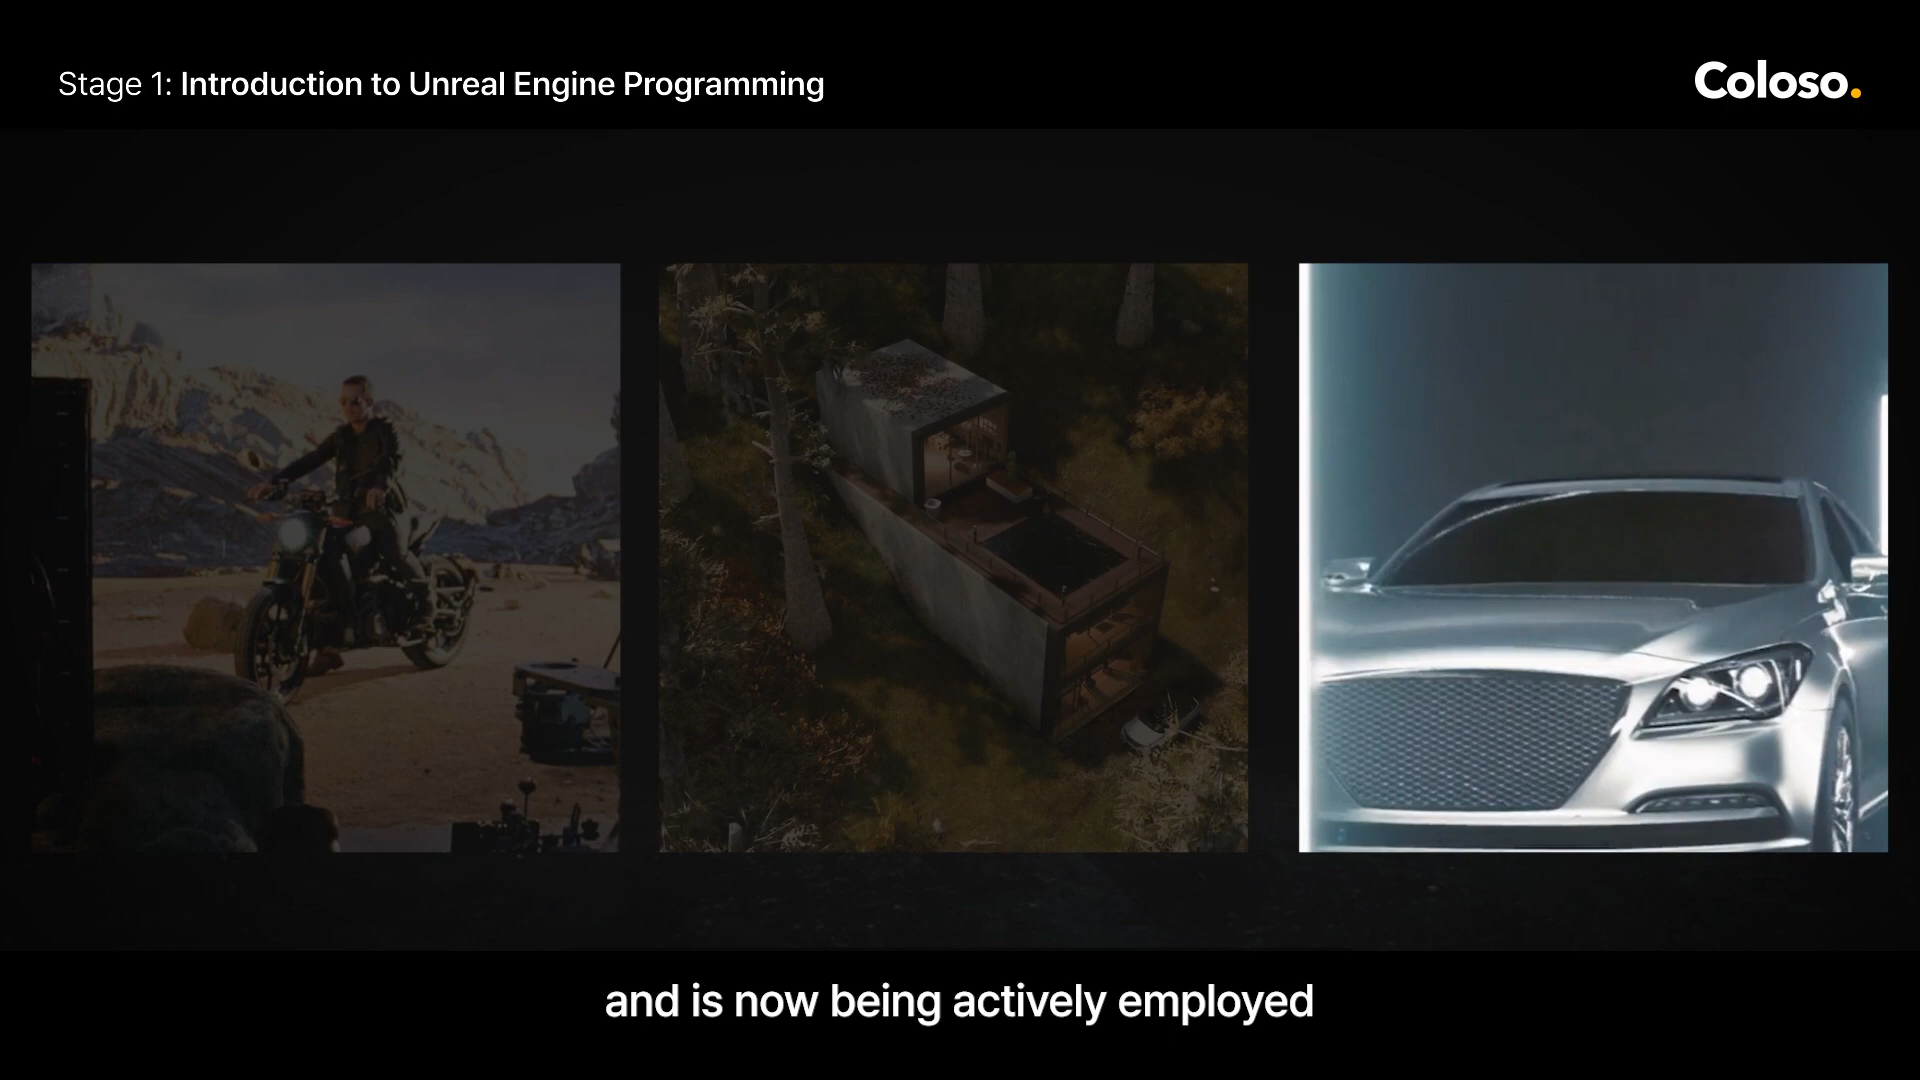 Stage 1: Introduction to Unreal Engine Programming
Coloso.
and is now being actively employed